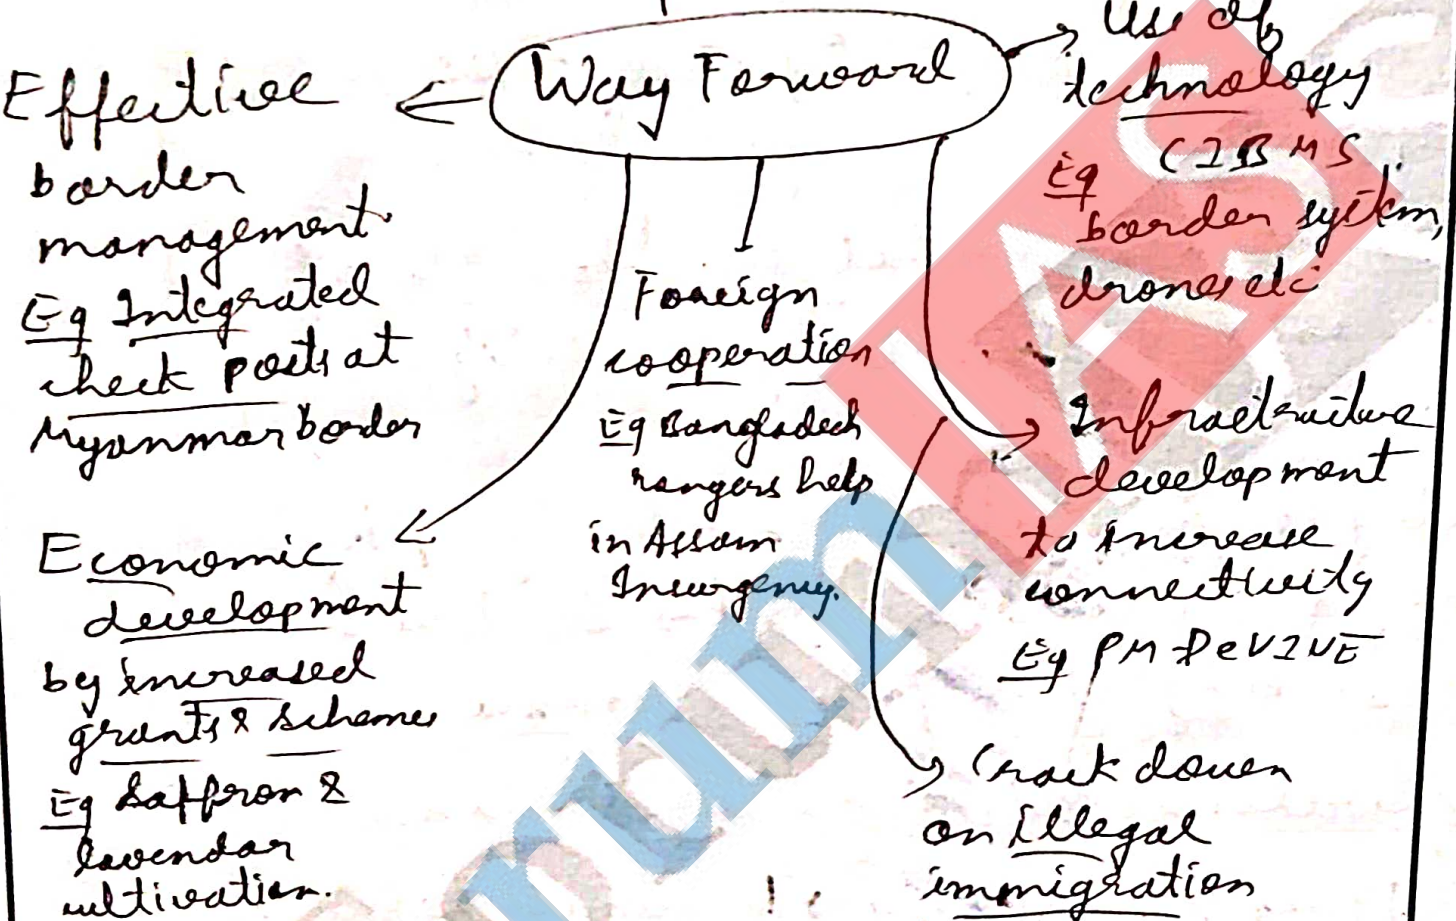 Way Forward
Effective
border
management
Eg Integrated
check posts at
Myanmar border
Economic
development
by increased
grants & schemes
Eg Saffron &
lavendar
cultivation.
Foreign
cooperation
Eg Bangladesh
rangers help
in Assam
Insurgency.
Use of
technology
Eg CIBMS
border system,
drones etc
Infrastructure
development
to increase
connectivity
Eg PM DeVINE
Crack down
on illegal
immigration
rumIAS